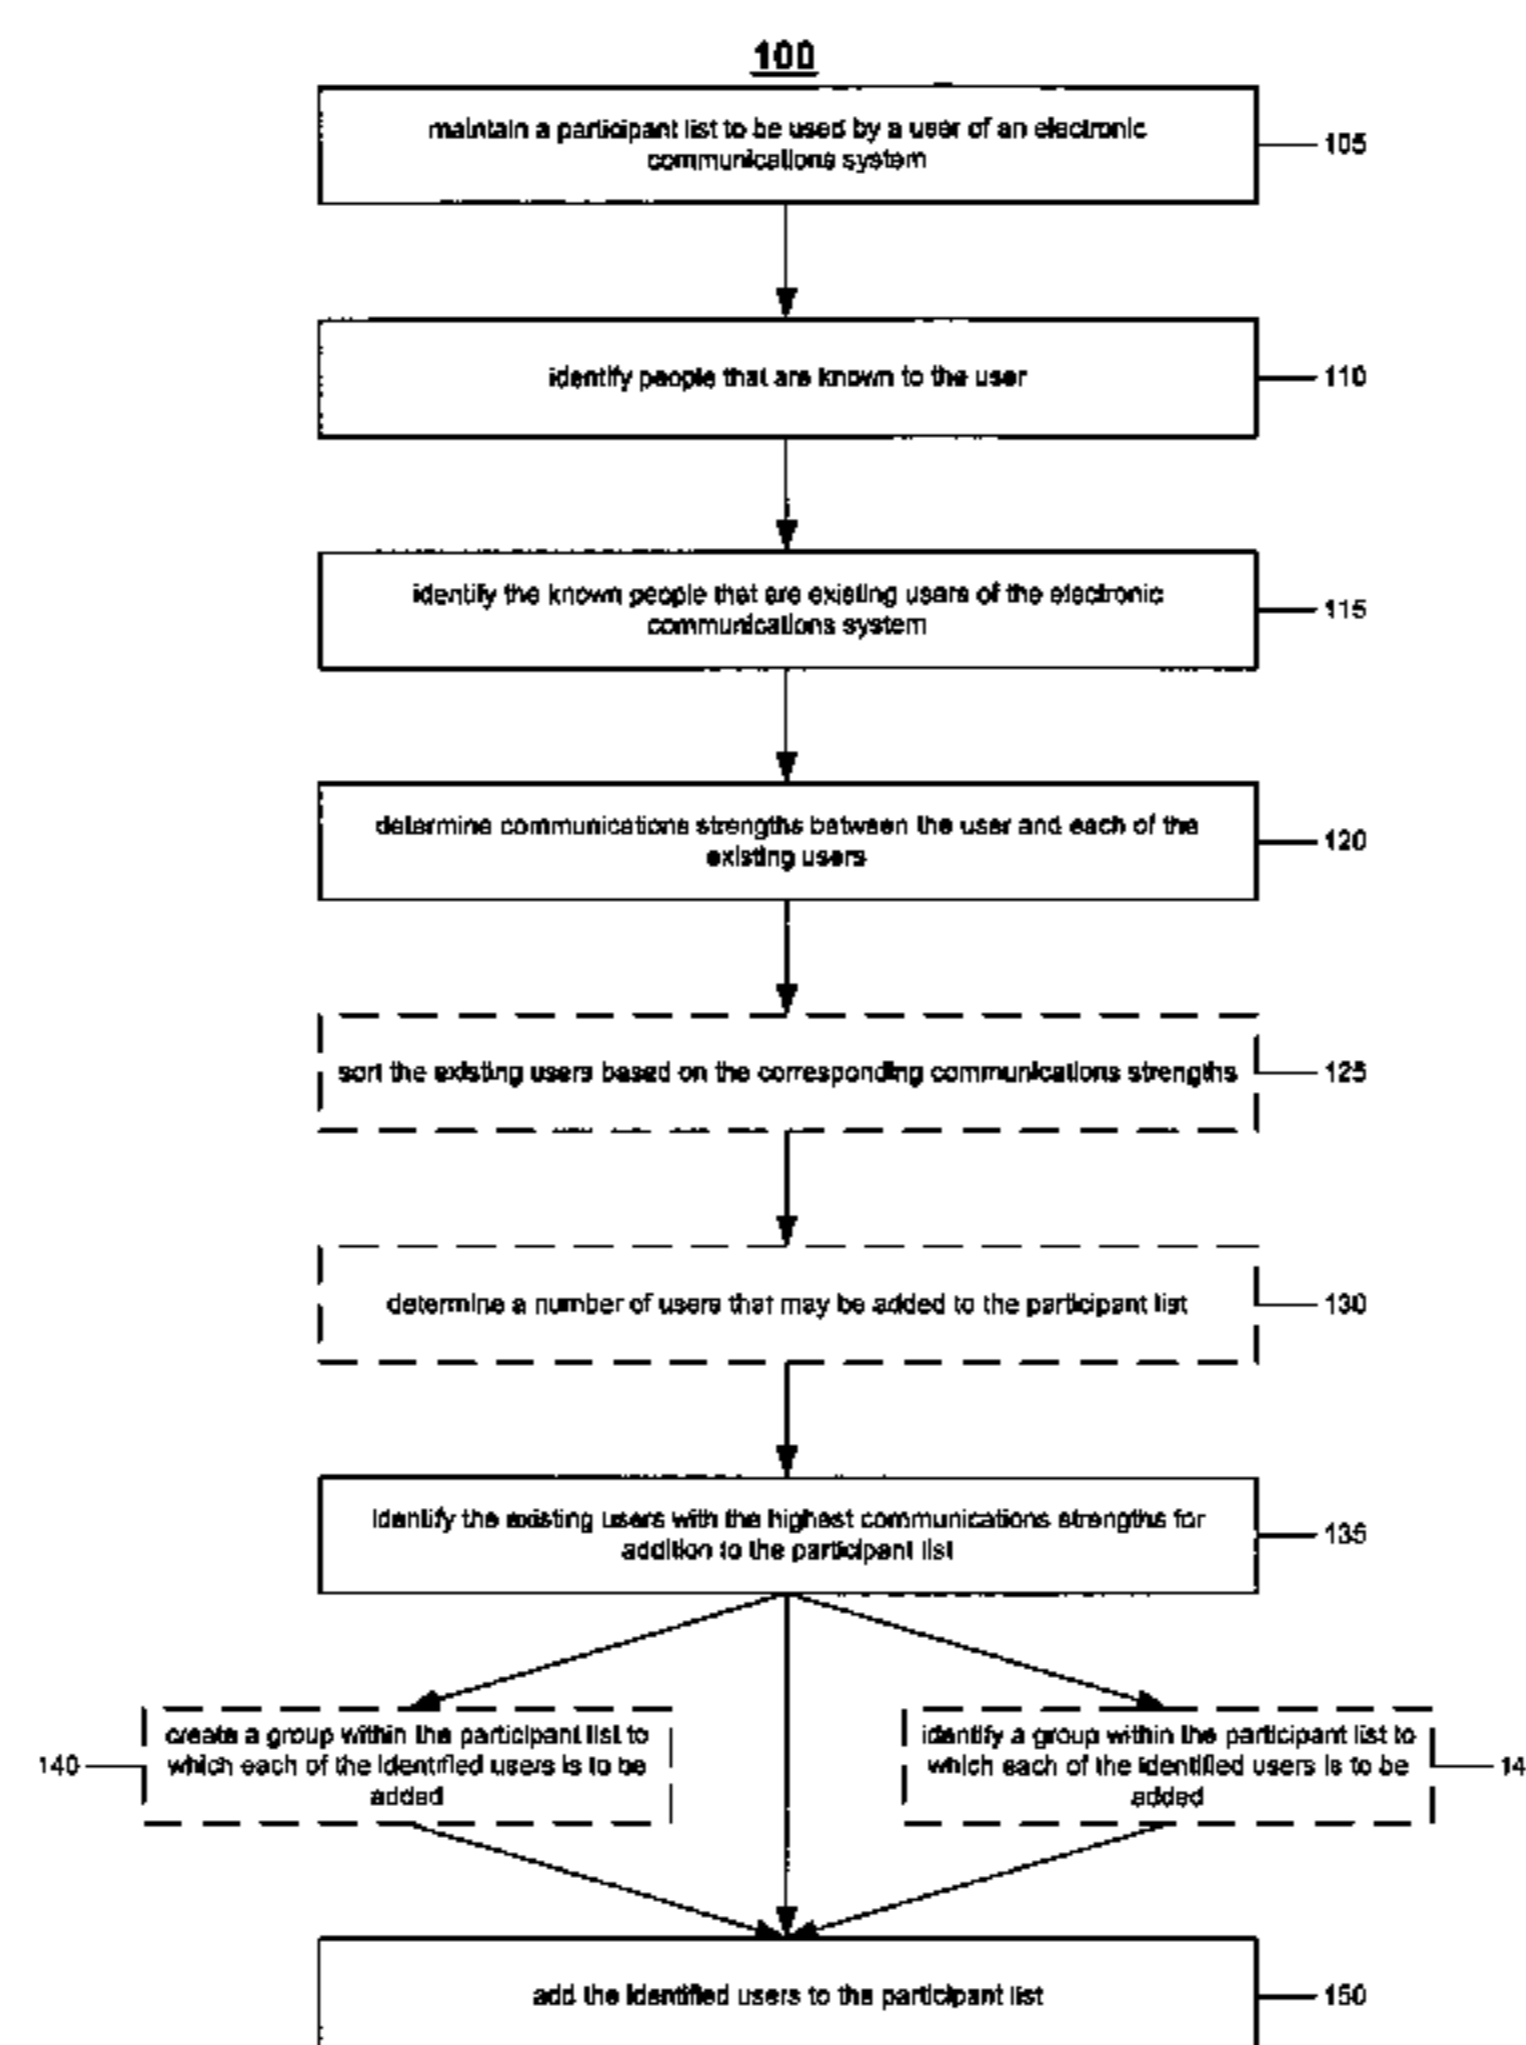 100
maintain a participant list to be used by a user of an electronic
communications system
105
identify people that are known to the user
110
identify the known people that are existing users of the electronic
communications system
115
determine communications strengths between the user and each of the
existing users
120
sort the existing users based on the corresponding communications strengths
125
determine a number of users that may be added to the participant list
130
Identify the existing users with the highest communications strengths for
addition to the participant list
135
140
create a group within the participant list to
which each of the identified users is to be
added
identify a group within the participant list to
which each of the identified users is to be
added
14
add the identified users to the participant list
150